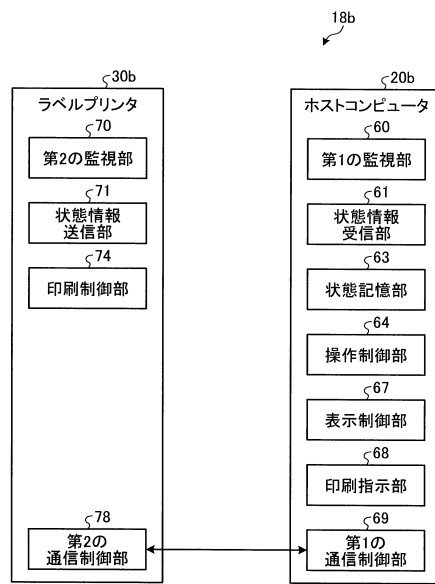 18b
30b
ラベルプリンタ
70
第2の監視部
71
状態情報
送信部
74
印刷制御部
78
第2の
通信制御部
20b
ホストコンピュータ
60
第1の監視部
61
状態情報
受信部
63
状態記憶部
64
操作制御部
67
表示制御部
68
印刷指示部
69
第1の
通信制御部